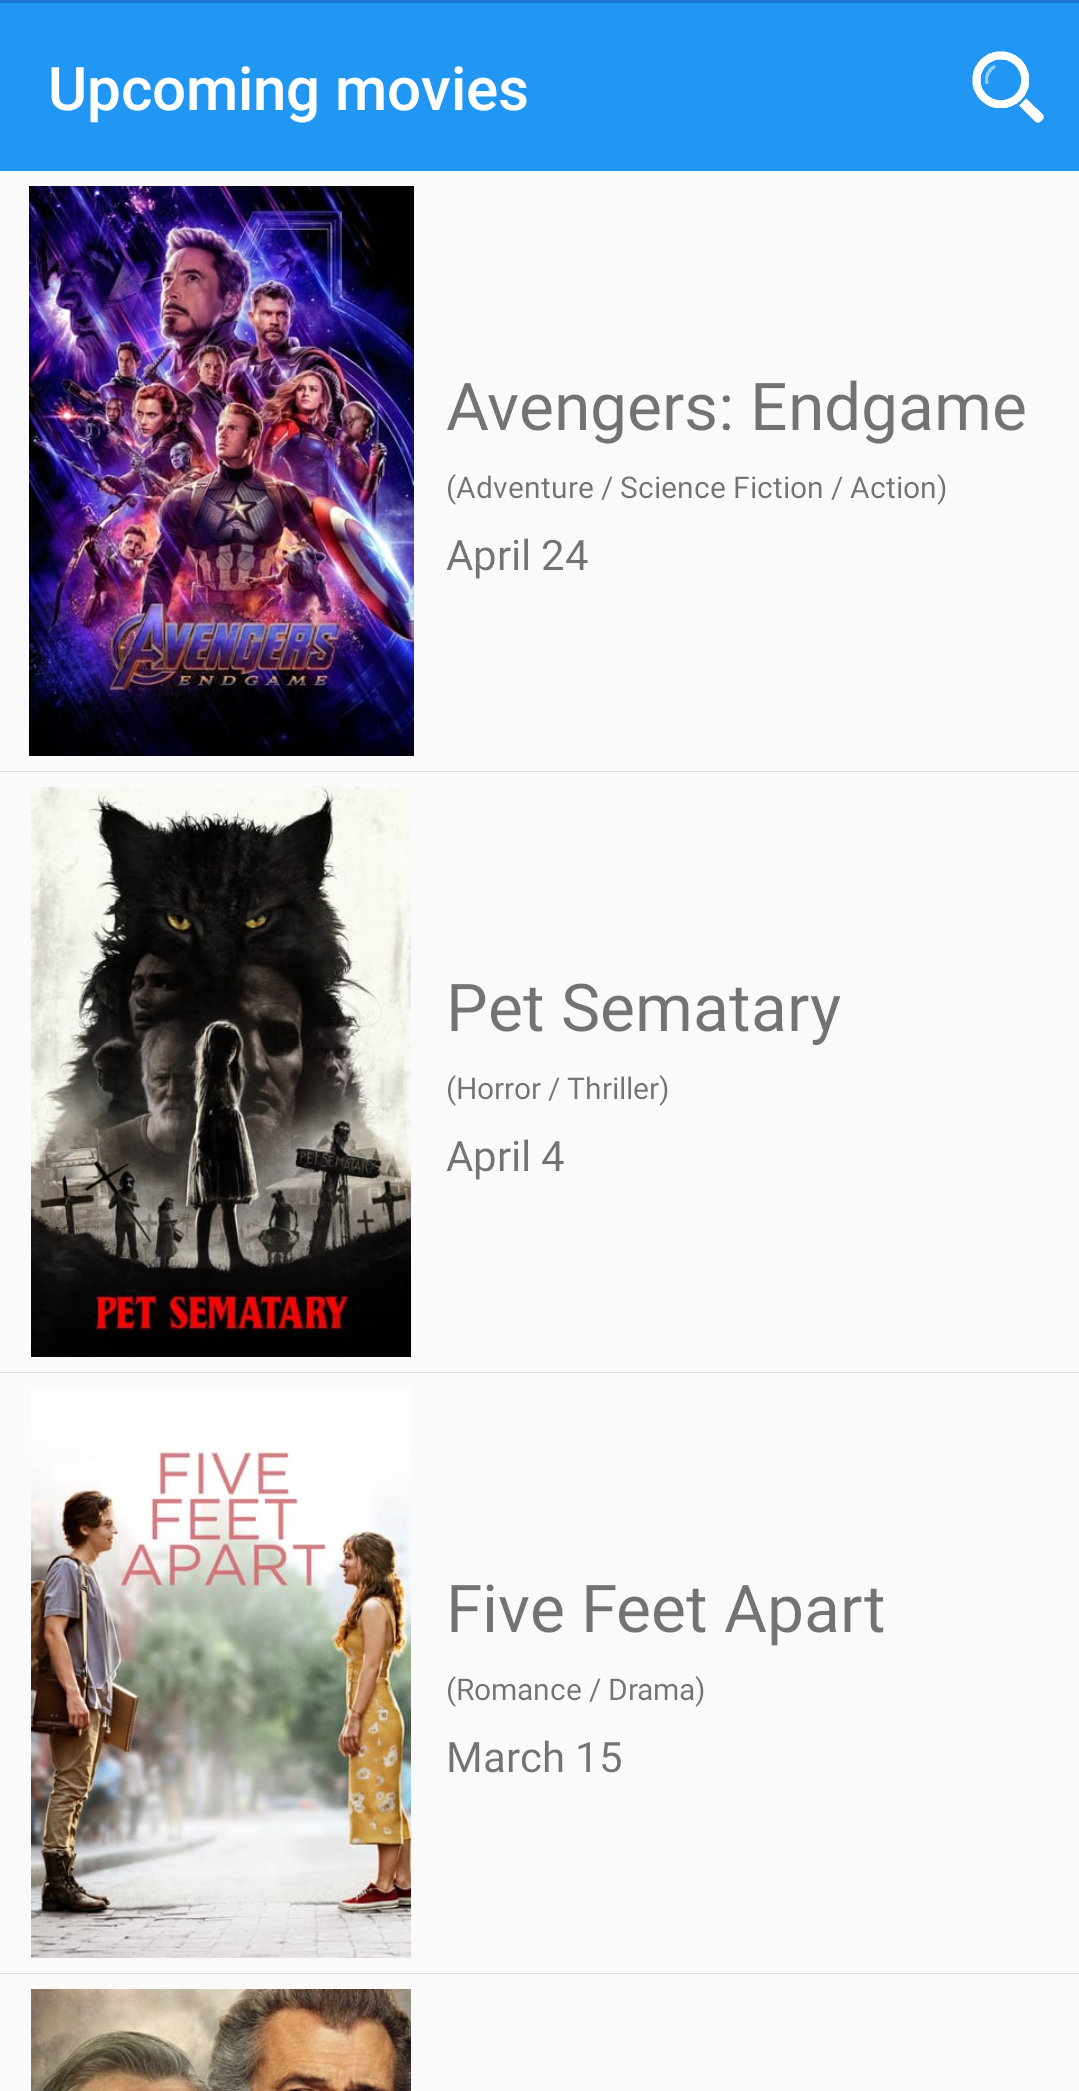 Upcoming movies
AVENGERS
ENDGAME
Avengers: Endgame
(Adventure / Science Fiction / Action)
April 24
PET SEMATARY
PET SEMATARY
Pet Sematary
(Horror / Thriller)
April 4
FIVE
FEET
APART
Five Feet Apart
(Romance / Drama)
March 15